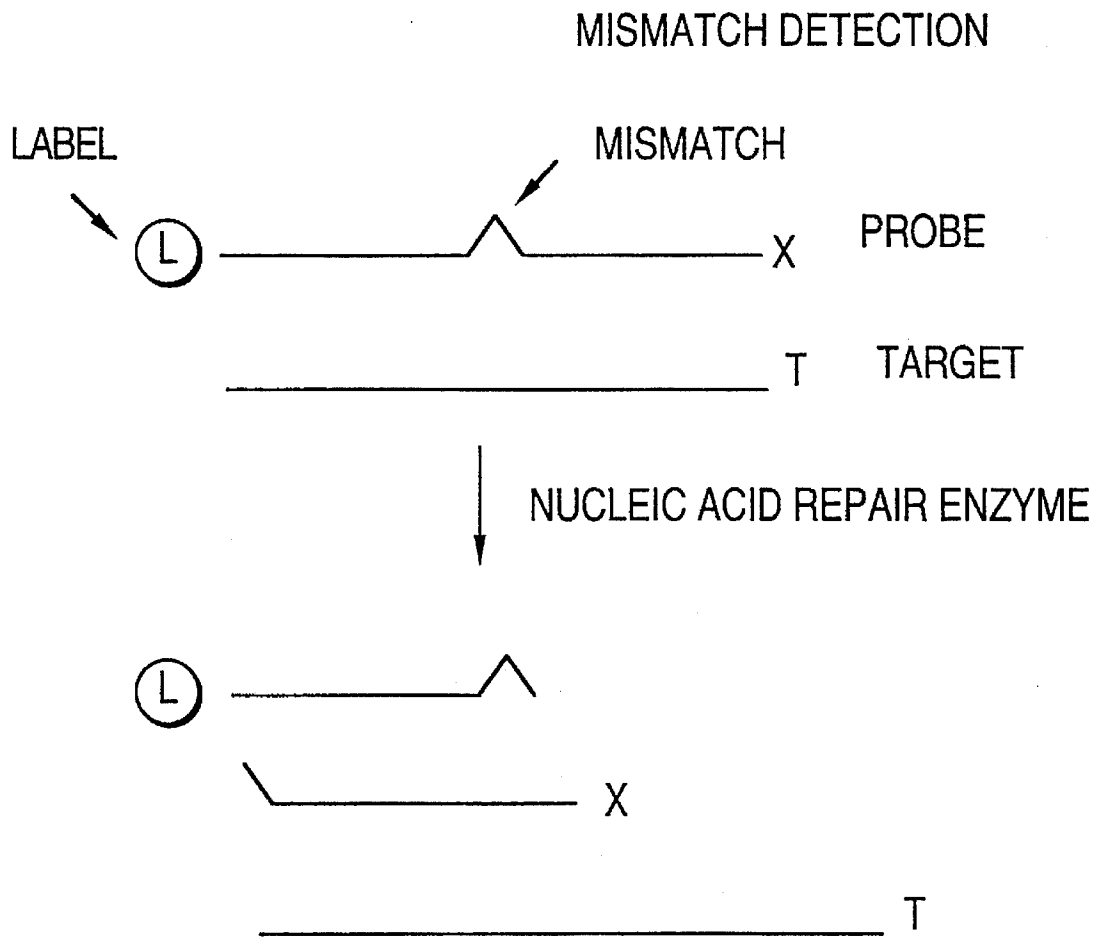 MISMATCH DETECTION
LABEL
MISMATCH
L
X PROBE
T TARGET
NUCLEIC ACID REPAIR ENZYME
L
X
T